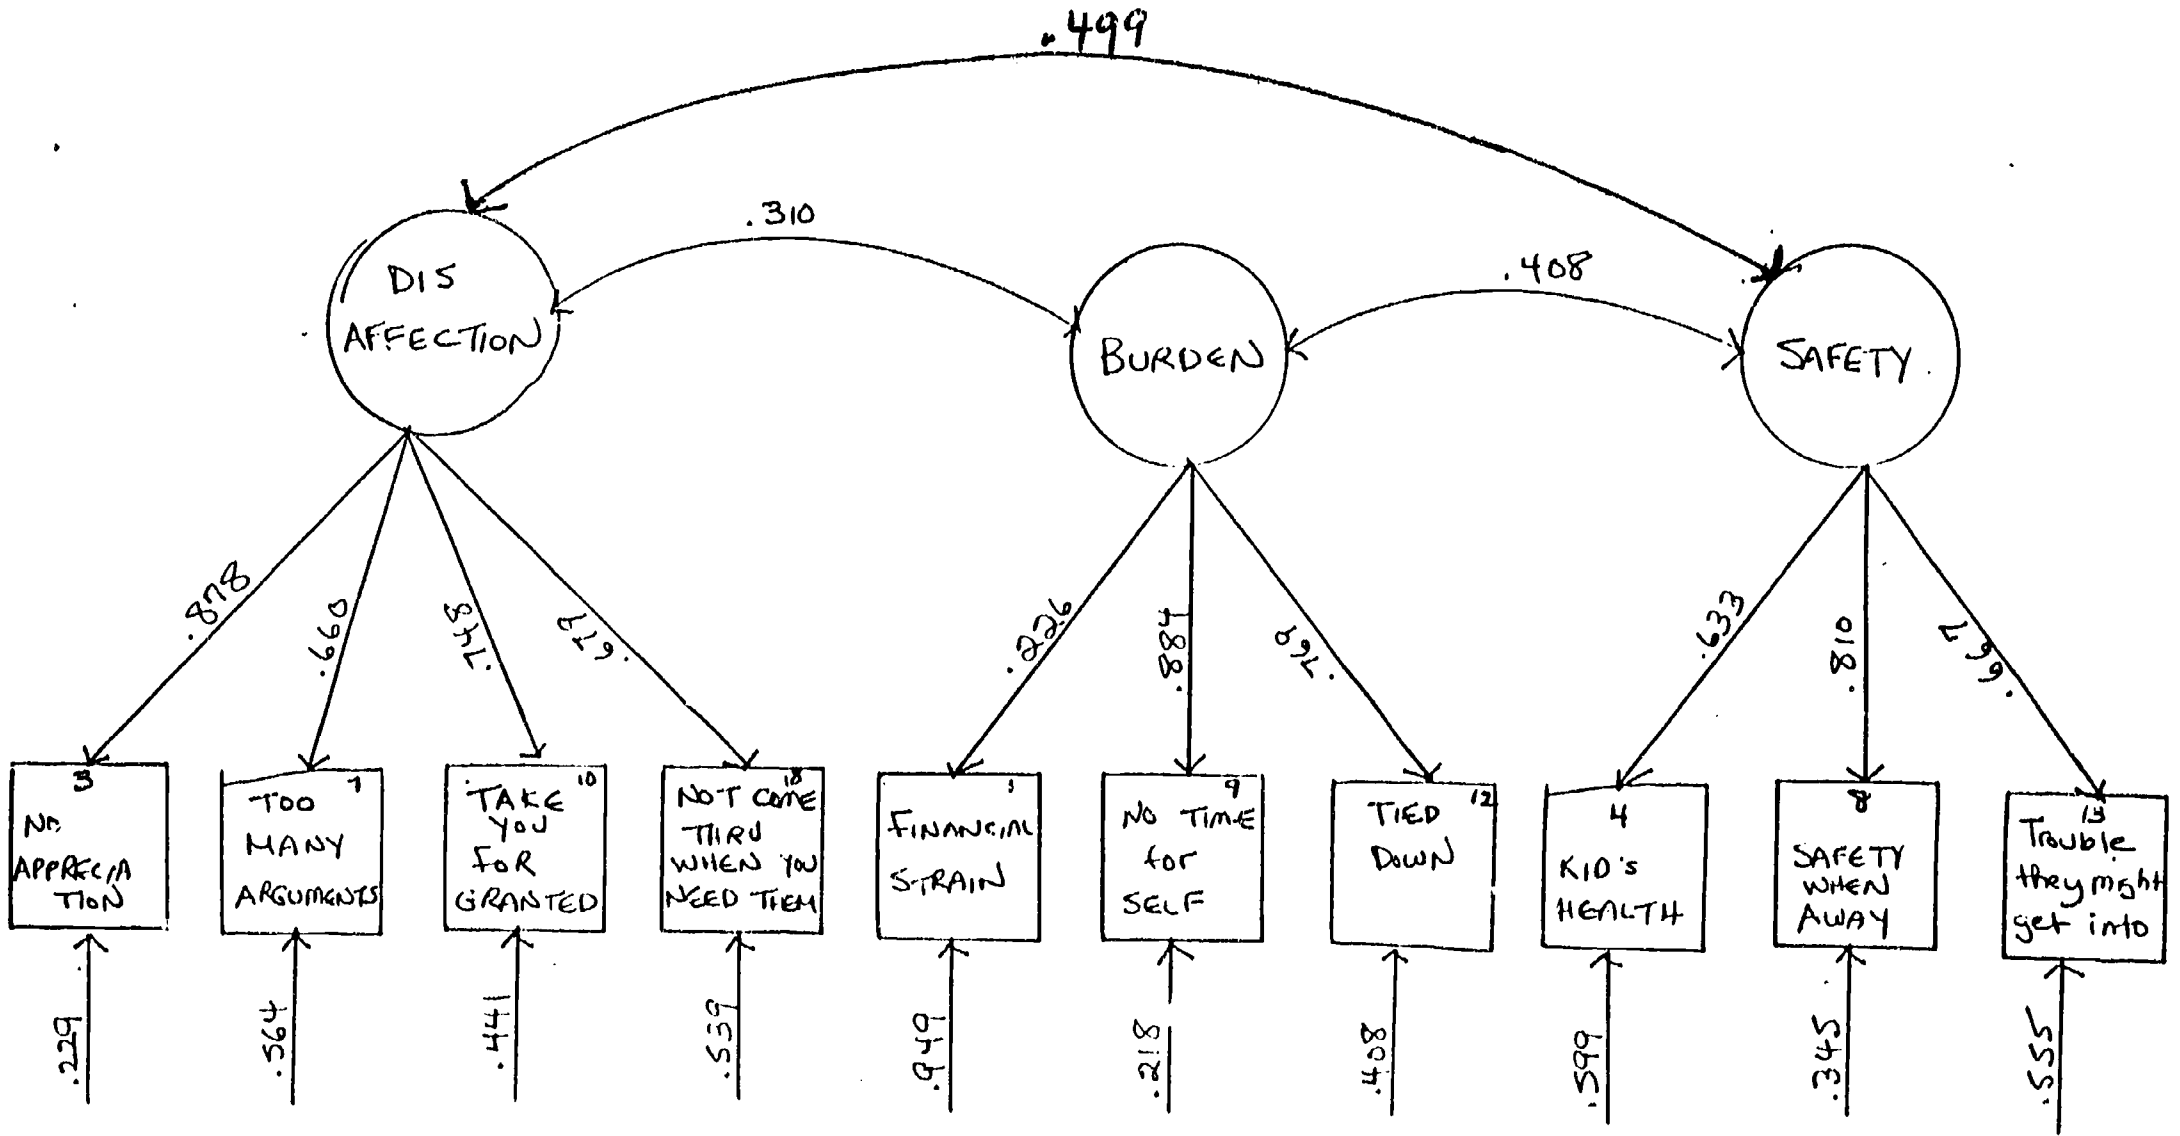 .499
.310
.408
DIS
AFFECTION
BURDEN
SAFETY
.878
.660
.748
.679
.226
.884
.769
.633
.810
.667
3
NO
APPRECIA
TION
7
TOO
MANY
ARGUMENTS
10
TAKE
YOU
FOR
GRANTED
18
NOT COME
THRU
WHEN YOU
NEED THEM
1
FINANCIAL
STRAIN
9
NO TIME
for
SELF
12
TIED
DOWN
4
KID'S
HEALTH
8
SAFETY
WHEN
AWAY
13
Trouble
they might
get into
.229
.564
.441
.539
.949
.218
.408
.599
.345
.555